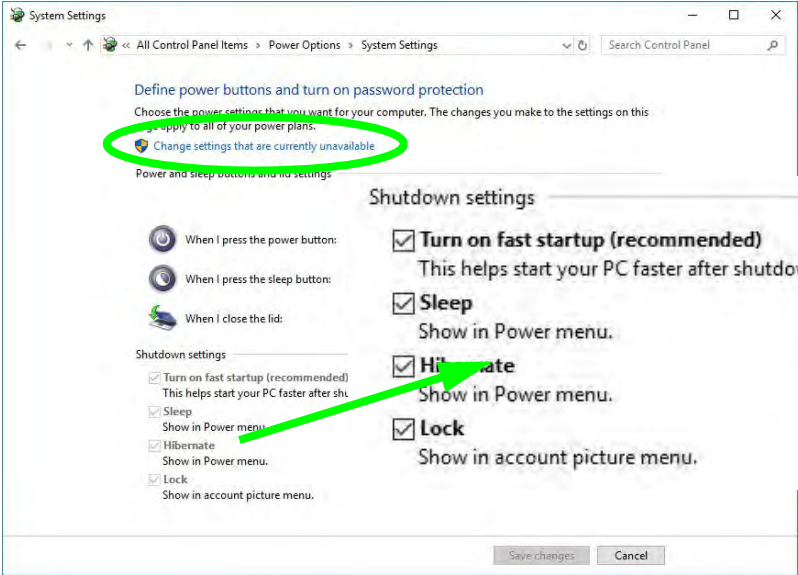 System Settings
« All Control Panel Items > Power Options > System Settings
Search Control Panel
Define power buttons and turn on password protection
Choose the power settings that you want for your computer. The changes you make to the settings on this
apply to all of your power plans.
Change settings that are currently unavailable
Power and sleep buttons and lid settings
When I press the power button:
When I press the sleep button:
When I close the lid:
Shutdown settings
Turn on fast startup (recommended)
This helps start your PC faster after shu
Sleep
Show in Power menu.
Hibernate
Show in Power menu.
Lock
Show in account picture menu.
Shutdown settings
Turn on fast startup (recommended)
This helps start your PC faster after shutdo
Sleep
Show in Power menu.
Hibernate
Show in Power menu.
Lock
Show in account picture menu.
Save changes
Cancel